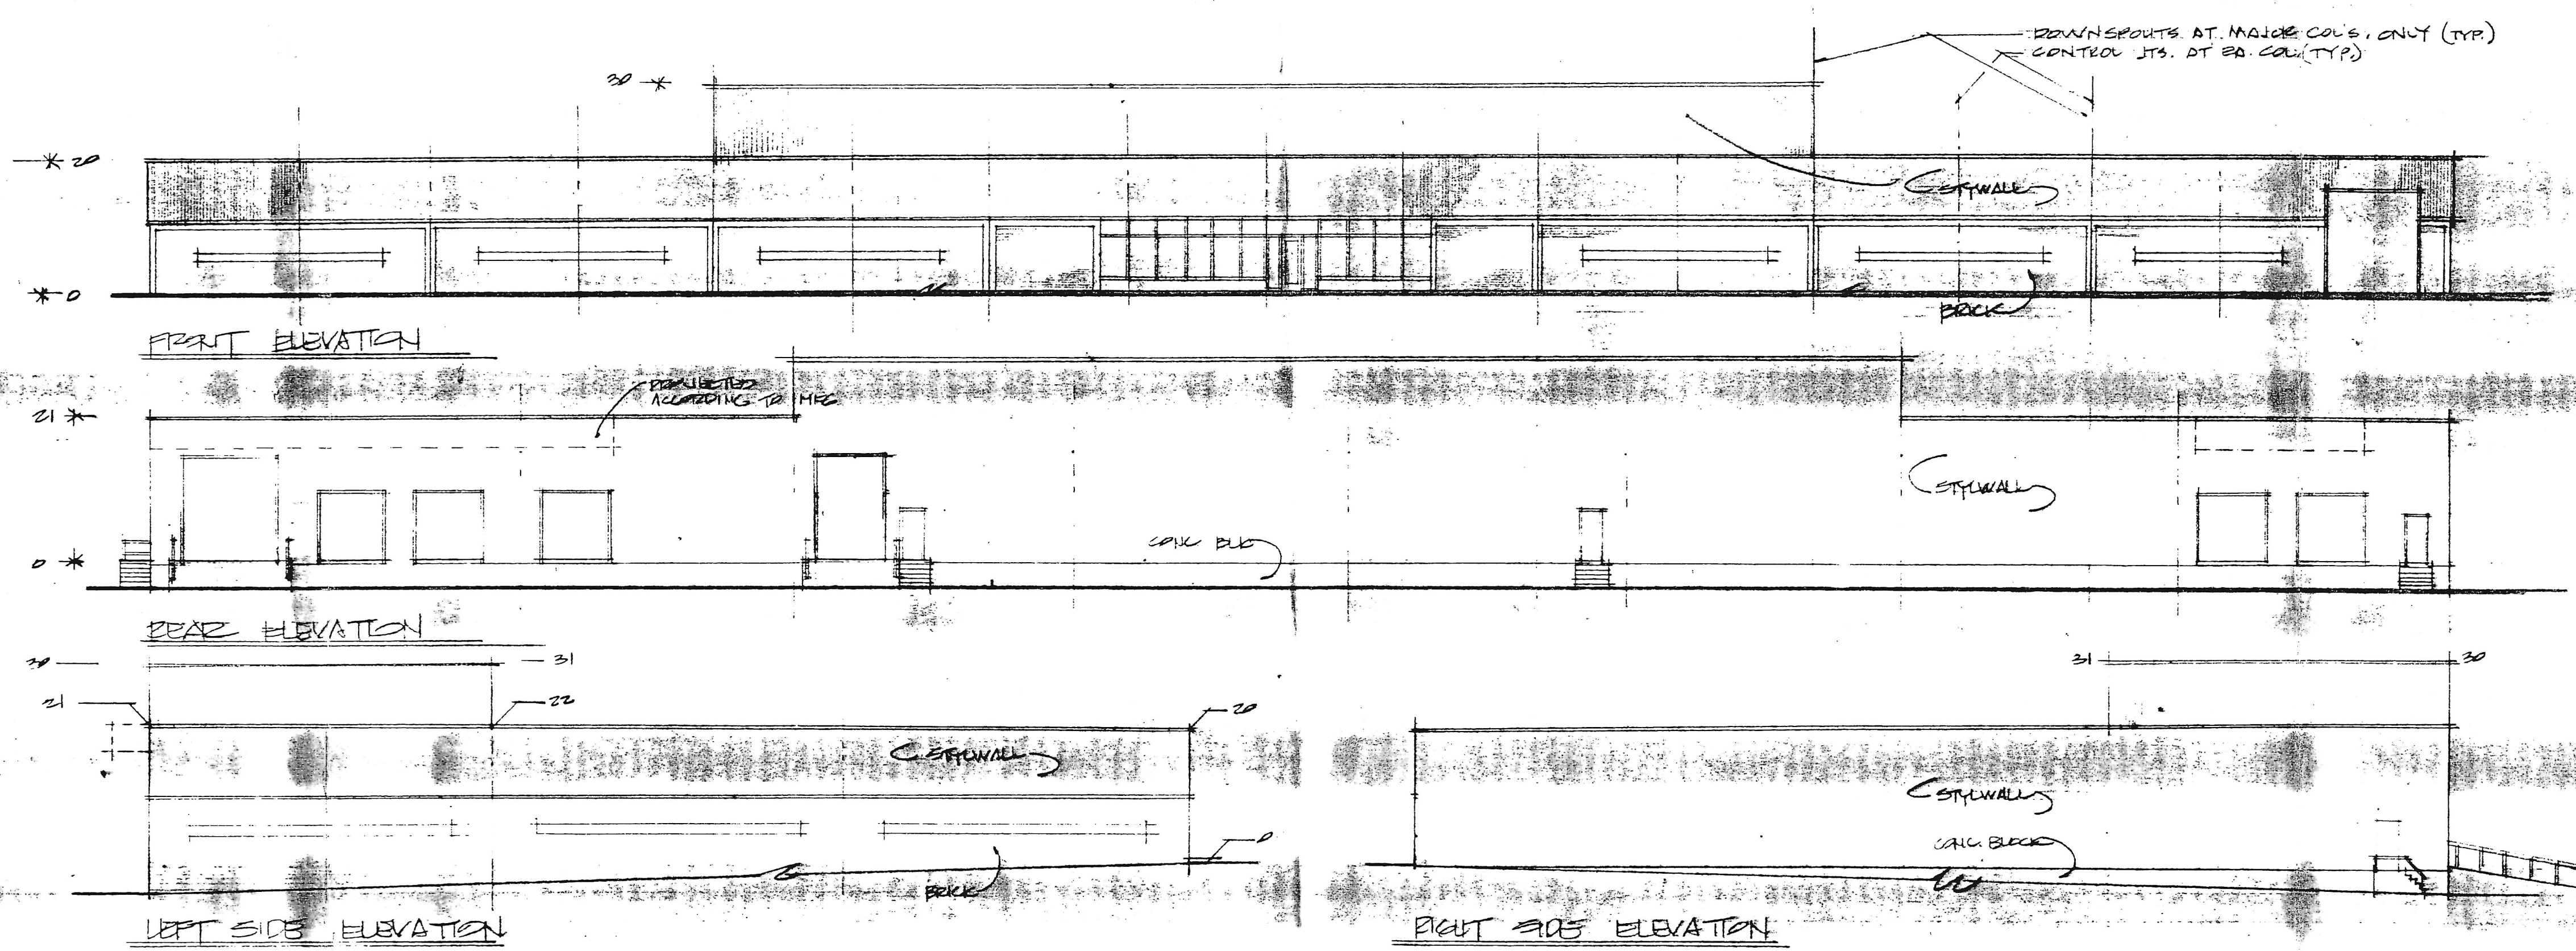 DOWNSPOUTS AT MAJOR COL'S. ONLY (TYP.)
CONTROL JTS. AT EA. COL. (TYP.)
30
20
STYLWALL
0
BRICK
FRONT ELEVATION
PROJECTED
ACCORDING TO MFG
21
STYLWALL
CONC BLK
0
REAR ELEVATION
30
31
31
30
21
22
20
STYLWALL
STYLWALL
0
CONC. BLOCK
BRICK
LEFT SIDE ELEVATION
RIGHT SIDE ELEVATION